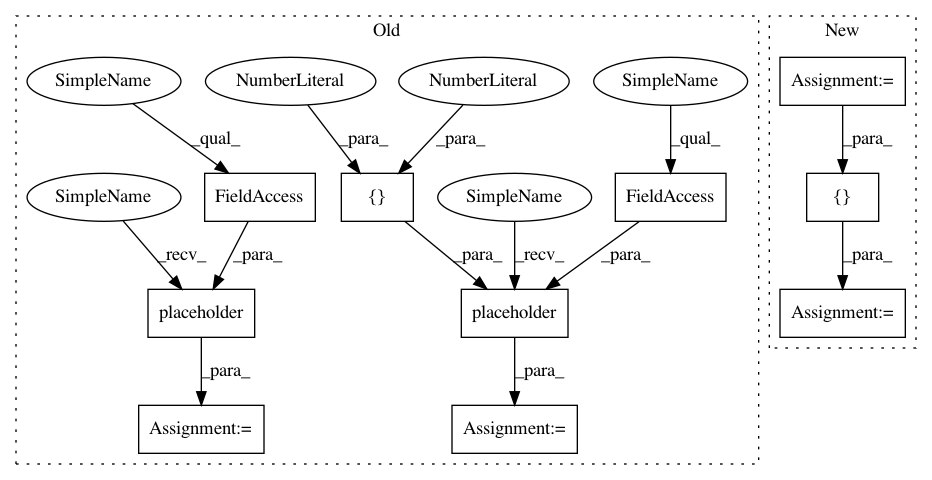 Old
New
SimpleName
NumberLiteral
NumberLiteral
SimpleName
Assignment:=
_qual_
_para_
_para_
_qual_
_para_
SimpleName
FieldAccess
{}
SimpleName
FieldAccess
{}
_recv_
_para_
_para_
_recv_
_para_
_para_
placeholder
placeholder
Assignment:=
_para_
_para_
Assignment:=
Assignment:=